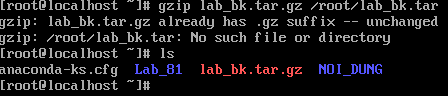 [root@localhost ~]# gzip lab_bk.tar.gz /root/lab_bk.tar
gzip: lab_bk.tar.gz already has .gz suffix -- unchanged
gzip: /root/lab_bk.tar: No such file or directory
[root@localhost ~]# ls
anaconda-ks.cfg  Lab_81  lab_bk.tar.gz  NOI_DUNG
[root@localhost ~]#